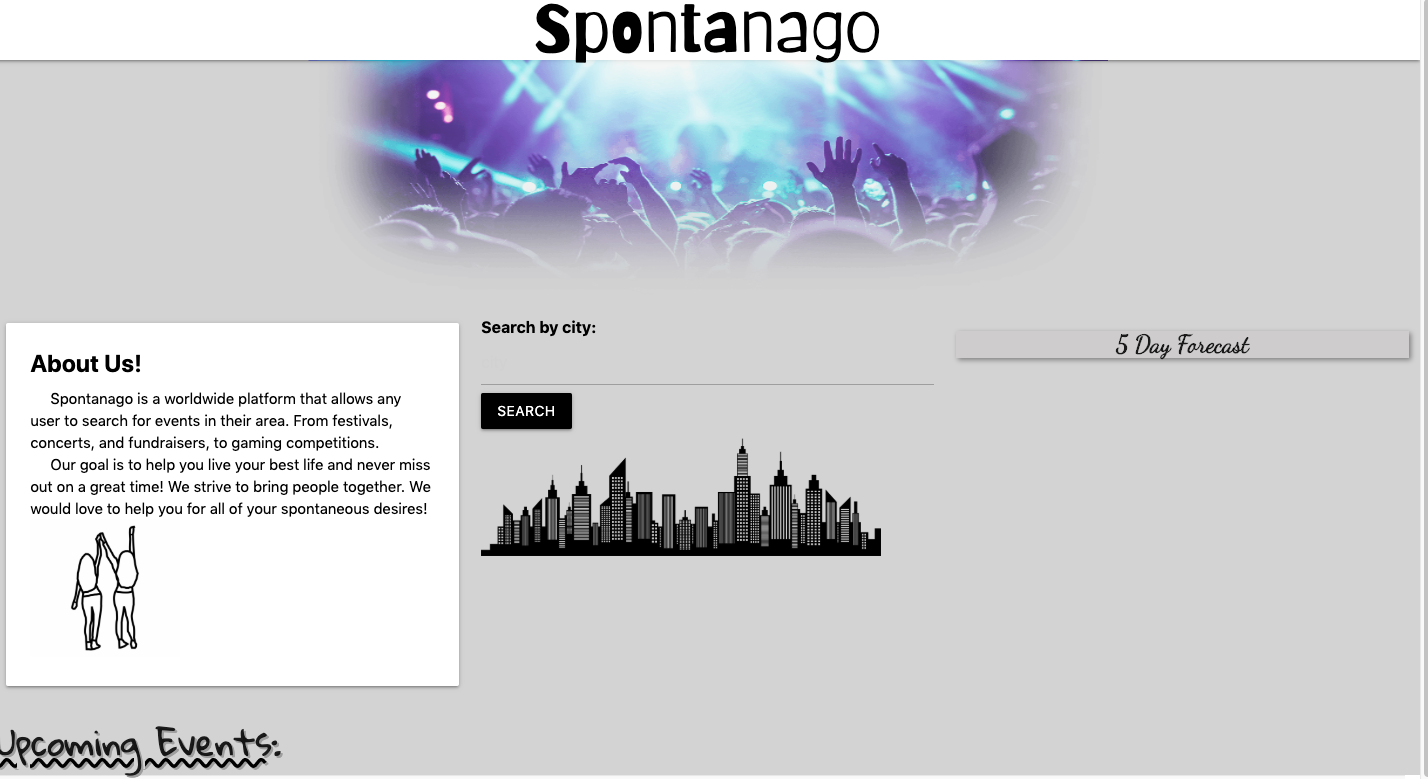 Spontanago
About Us!
Spontanago is a worldwide platform that allows any
user to search for events in their area. From festivals,
concerts, and fundraisers, to gaming competitions.
Our goal is to help you live your best life and never miss
out on a great time! We strive to bring people together. We
would love to help you for all of your spontaneous desires!
Search by city:
SEARCH
5 Day Forecast
Upcoming Events: